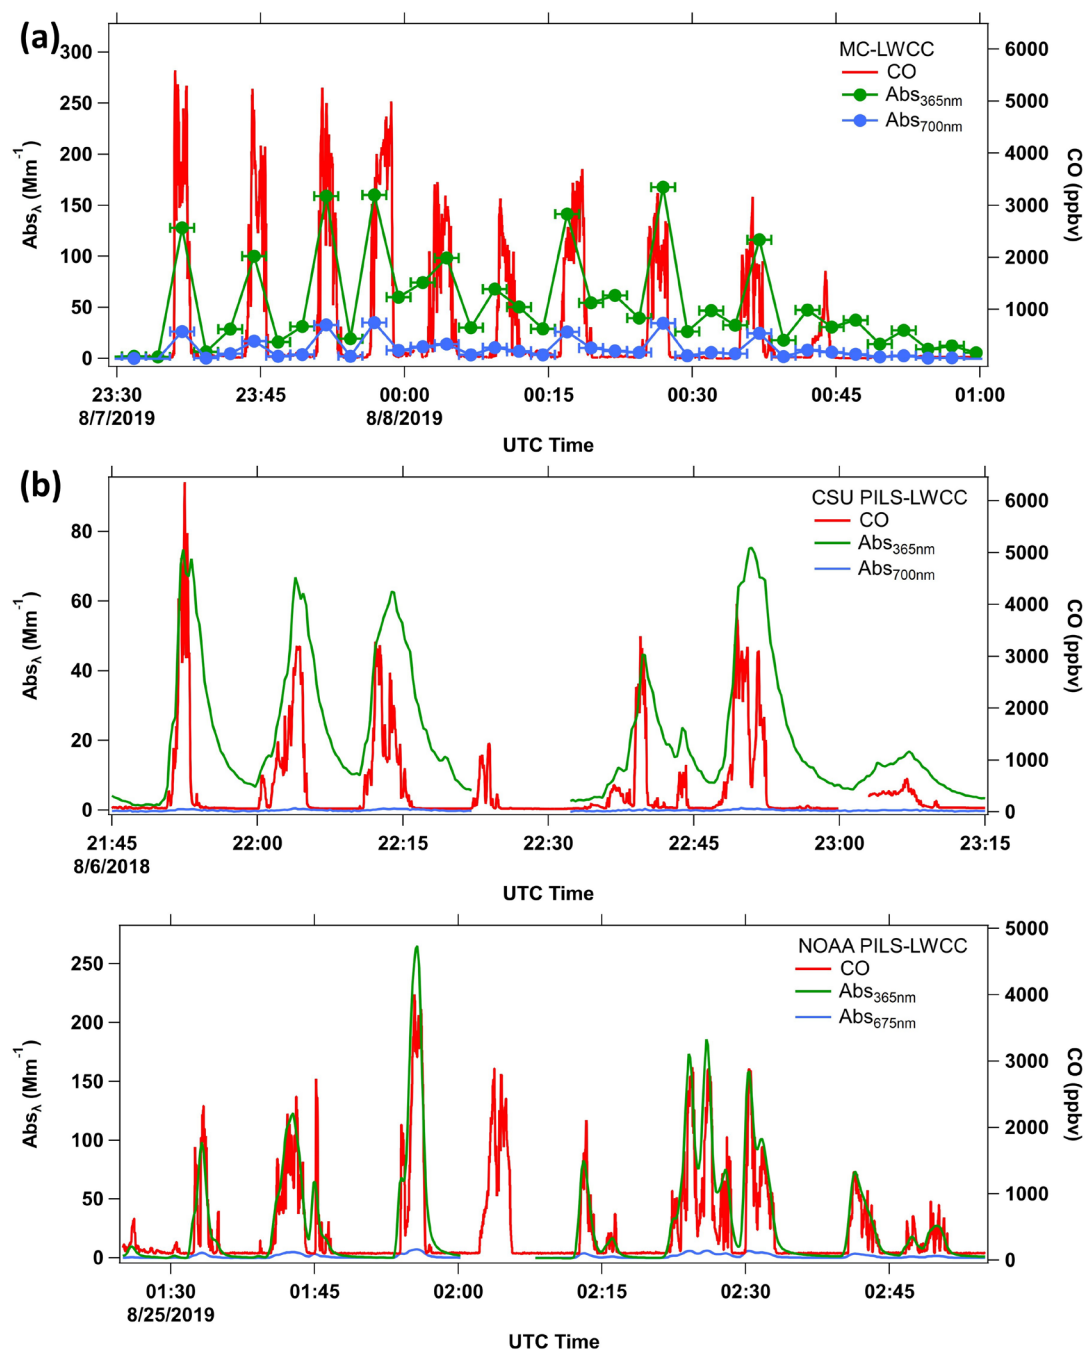 (a)
MC-LWCC
CO
Abs365nm
Abs700nm
300
250
200
150
100
50
0
Absλ (Mm-1)
6000
5000
4000
3000
2000
1000
CO (ppbv)
23:30 23:45 00:00 00:15 00:30 00:45 01:00
8/7/2019 8/8/2019
UTC Time
(b)
CSU PILS-LWCC
CO
Abs365nm
Abs700nm
80
60
40
20
0
Absλ (Mm-1)
6000
5000
4000
3000
2000
1000
0
CO (ppbv)
21:45 22:00 22:15 22:30 22:45 23:00 23:15
8/6/2018
UTC Time
NOAA PILS-LWCC
CO
Abs365nm
Abs675nm
250
200
150
100
50
0
Absλ (Mm-1)
5000
4000
3000
2000
1000
0
CO (ppbv)
01:30 01:45 02:00 02:15 02:30 02:45
8/25/2019
UTC Time